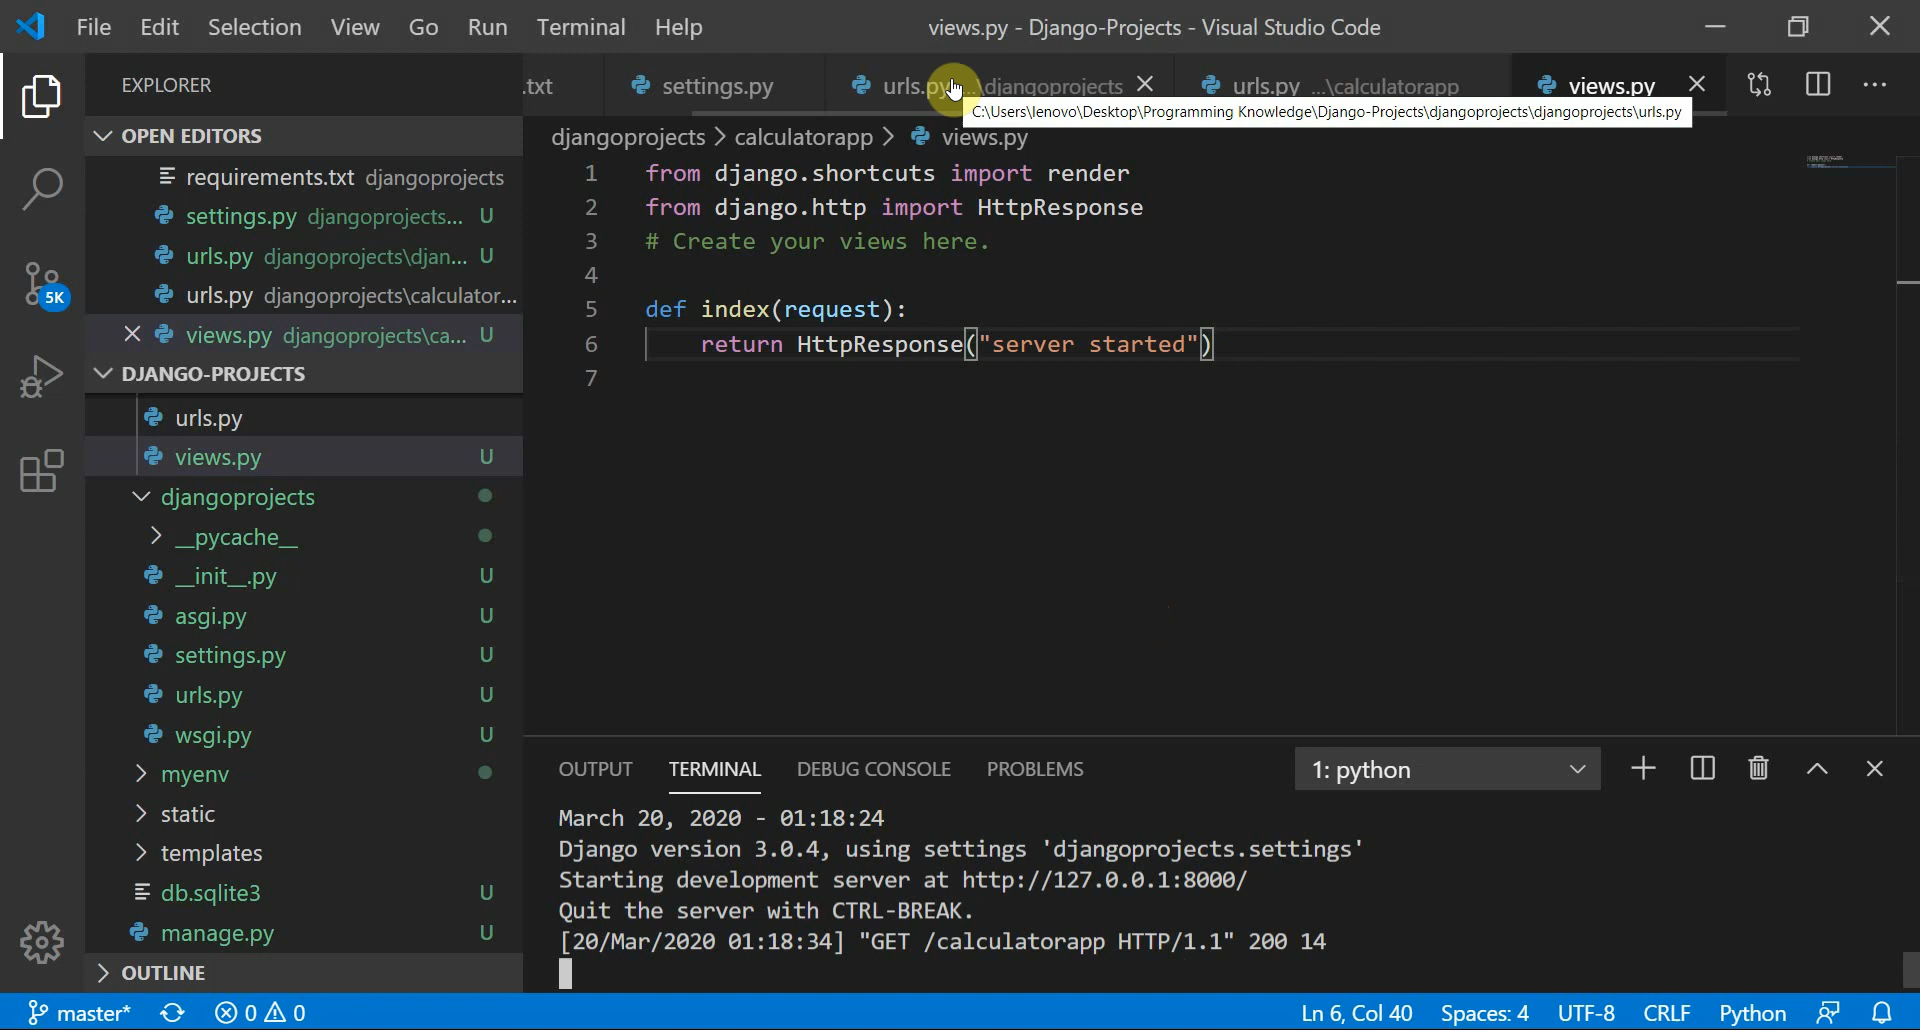 File Edit Selection View Go Run Terminal Help
views.py - Django-Projects - Visual Studio Code
EXPLORER
.txt
settings.py
urls.py ...\djangoprojects
urls.py ...\calculatorapp
views.py
C:\Users\lenovo\Desktop\Programming Knowledge\Django-Projects\djangoprojects\djangoprojects\urls.py
OPEN EDITORS
requirements.txt djangoprojects
settings.py djangoprojects... U
urls.py djangoprojects\djan... U
urls.py djangoprojects\calculator...
views.py djangoprojects\ca... U
5K
DJANGO-PROJECTS
urls.py
views.py U
djangoprojects
__pycache__
__init__.py U
asgi.py U
settings.py U
urls.py U
wsgi.py U
myenv
static
templates
db.sqlite3 U
manage.py U
OUTLINE
djangoprojects > calculatorapp > views.py
1 from django.shortcuts import render
2 from django.http import HttpResponse
3 # Create your views here.
4
5 def index(request):
6 return HttpResponse("server started")
7
OUTPUT TERMINAL DEBUG CONSOLE PROBLEMS
1: python
March 20, 2020 - 01:18:24
Django version 3.0.4, using settings 'djangoprojects.settings'
Starting development server at http://127.0.0.1:8000/
Quit the server with CTRL-BREAK.
[20/Mar/2020 01:18:34] "GET /calculatorapp HTTP/1.1" 200 14
master* 0 0
Ln 6, Col 40 Spaces: 4 UTF-8 CRLF Python